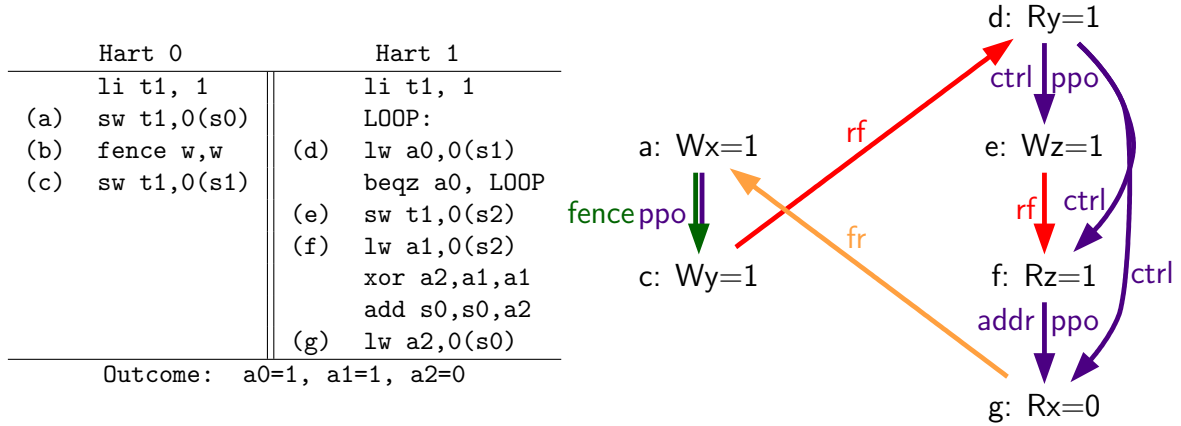 Hart 0 Hart 1
li t1, 1 li t1, 1
(a) sw t1,0(s0) LOOP:
(b) fence w,w (d) lw a0,0(s1)
(c) sw t1,0(s1) beqz a0, LOOP
(e) sw t1,0(s2)
(f) lw a1,0(s2)
xor a2,a1,a1
add s0,s0,a2
(g) lw a2,0(s0)
Outcome: a0=1, a1=1, a2=0
d: Ry=1
ctrl ppo
rf
a: Wx=1
e: Wz=1
fence ppo
rf
ctrl
fr
c: Wy=1
f: Rz=1
ctrl
addr ppo
g: Rx=0